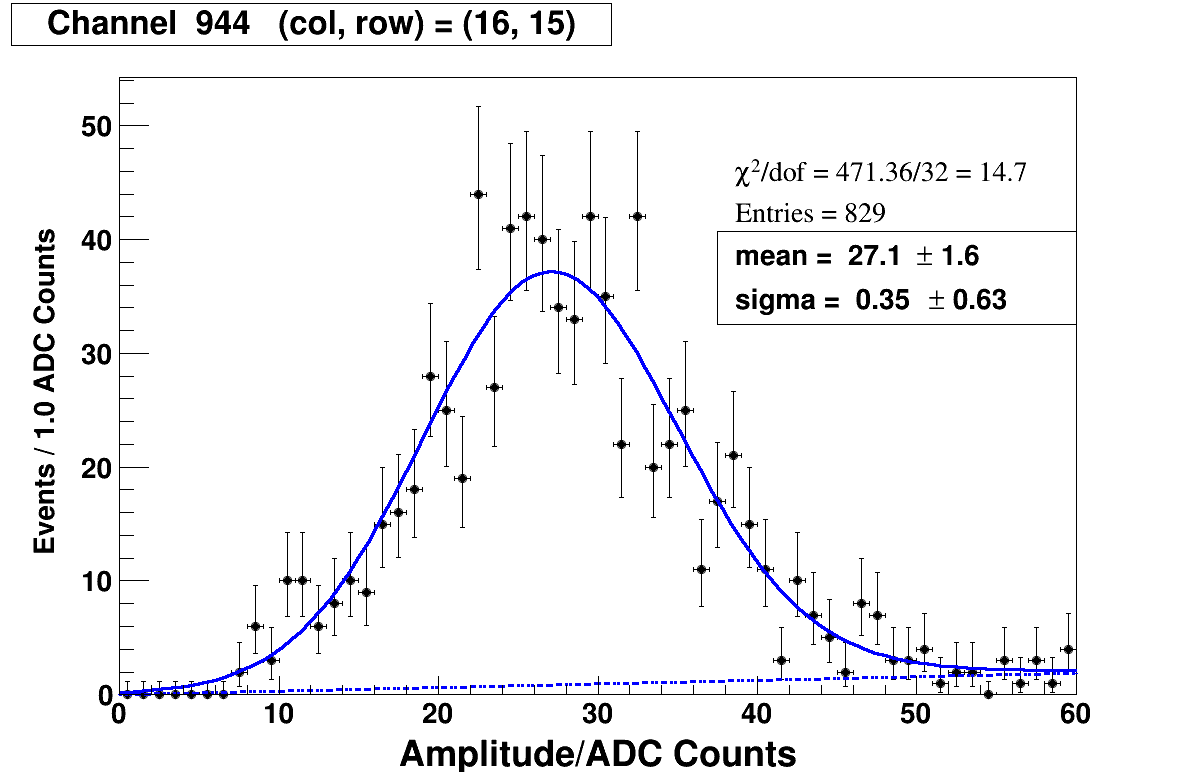 Channel 944 (col, row) = (16, 15)
50
40
30
20
10
0
Events / 1.0 ADC Counts
χ²/dof = 471.36/32 = 14.7
Entries = 829
mean = 27.1 ± 1.6
sigma = 0.35 ± 0.63
0 10 20 30 40 50 60
Amplitude/ADC Counts